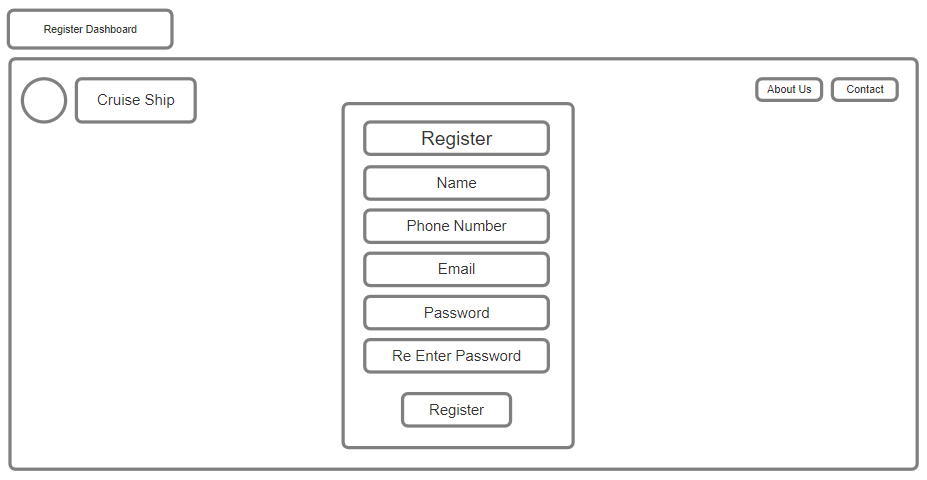 Register Dashboard
Cruise Ship
About Us
Contact
Register
Name
Phone Number
Email
Password
Re Enter Password
Register